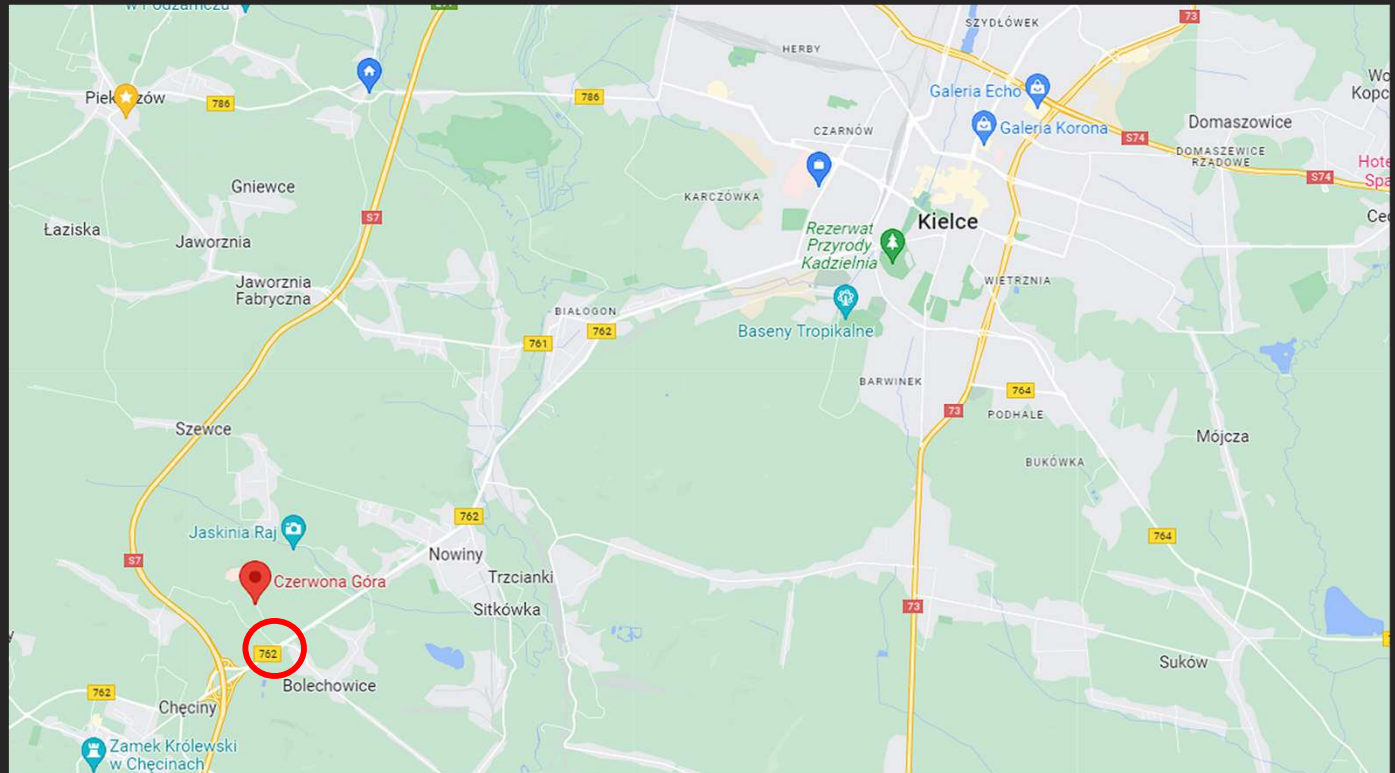 w Podzamczu
73
SZYDŁÓWEK
HERBY
Galeria Echo
786
786
CZARNÓW
Galeria Korona
S74
Domaszowice
DOMASZEWICE
RZĄDOWE
S74
Gniewce
KARCZÓWKA
S7
Łaziska
Jaworznia
Rezerwat
Przyrody
Kadzielnia
Kielce
Jaworznia
Fabryczna
WIETRZNIA
BIAŁOGON
762
761
Baseny Tropikalne
BARWINEK
764
73
PODHALE
Szewce
Mójcza
BUKÓWKA
762
Jaskinia Raj
764
Nowiny
S7
Czerwona Góra
Trzcianki
Sitkówka
73
762
Bolechowice
Suków
762
Chęciny
Zamek Królewski
w Chęcinach